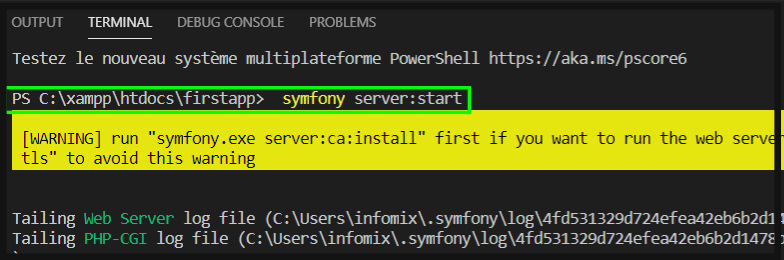 OUTPUT TERMINAL DEBUG CONSOLE PROBLEMS
Testez le nouveau système multiplateforme PowerShell https://aka.ms/pscore6
PS C:\xampp\htdocs\firstapp> symfony server:start
[WARNING] run "symfony.exe server:ca:install" first if you want to run the web server
tls" to avoid this warning
Tailing Web Server log file (C:\Users\infomix\.symfony\log\4fd531329d724efea42eb6b2d14
Tailing PHP-CGI log file (C:\Users\infomix\.symfony\log\4fd531329d724efea42eb6b2d1478